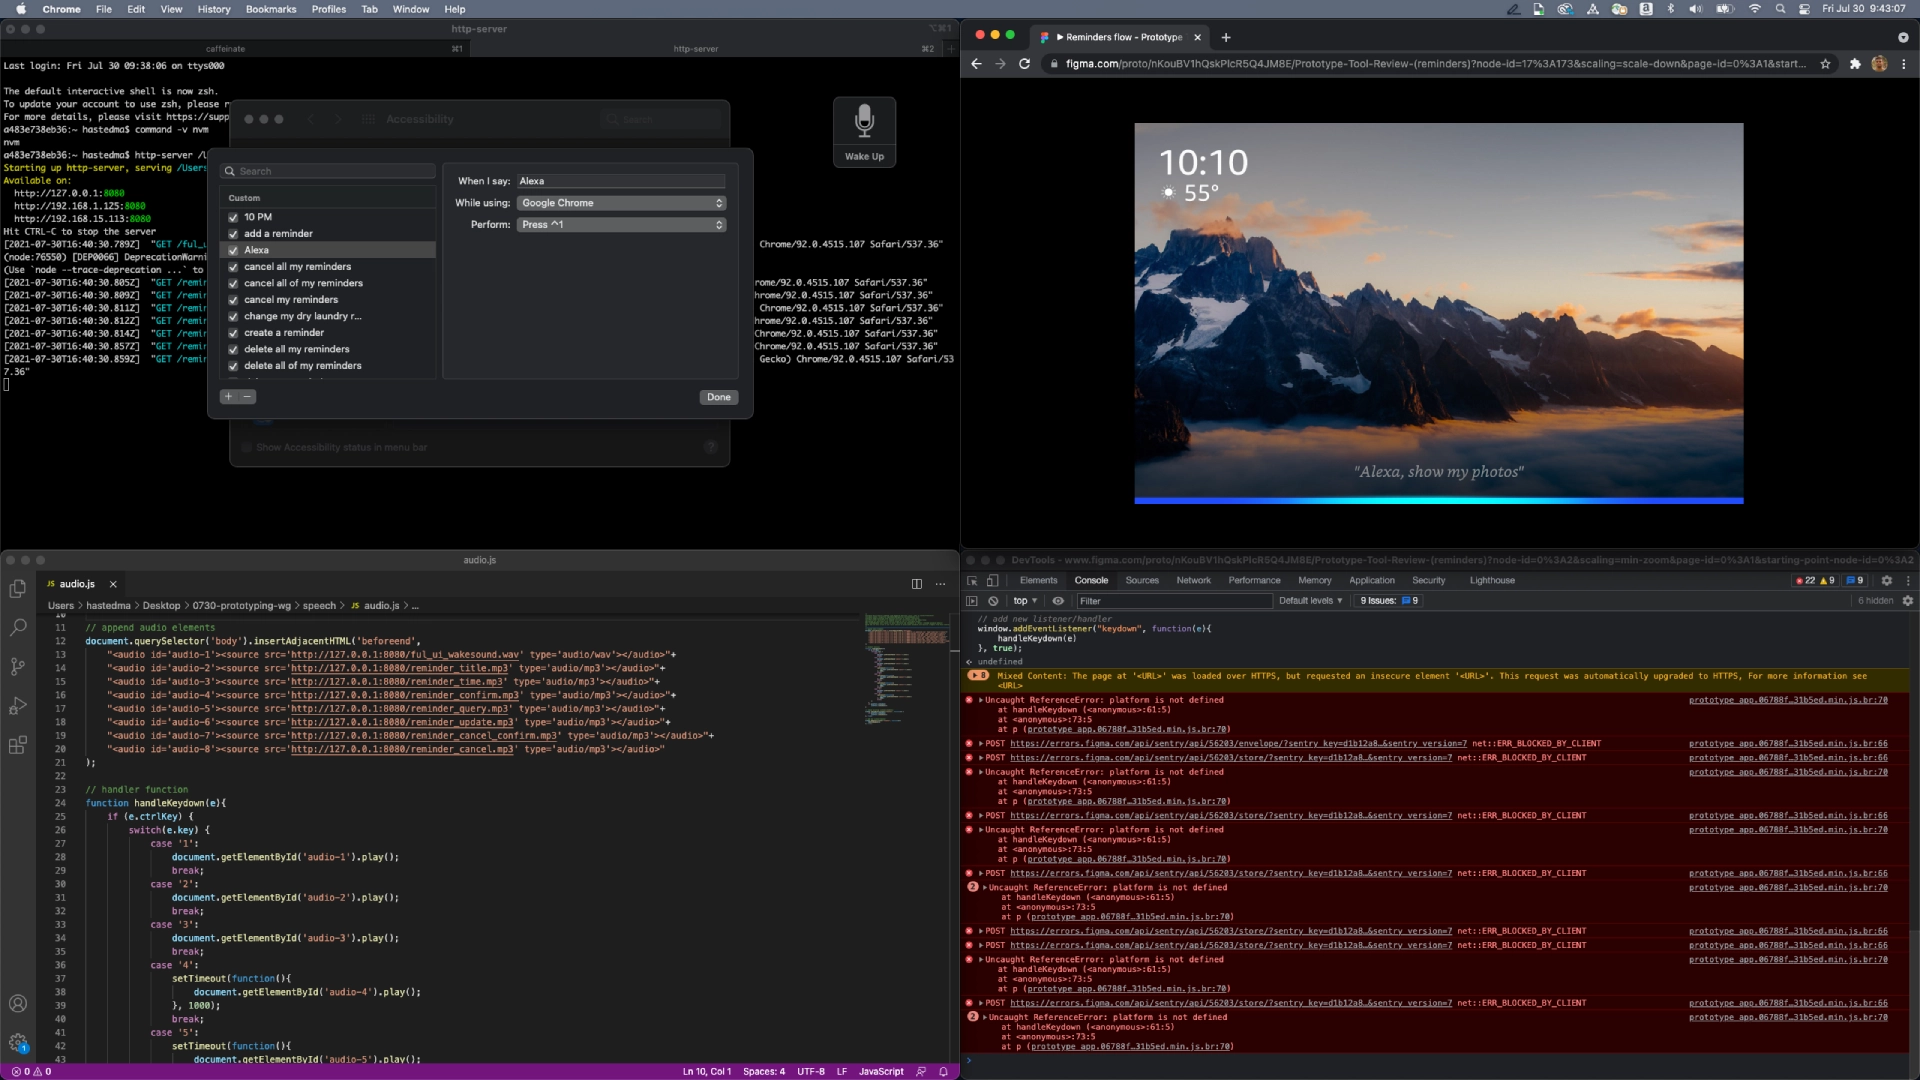 Chrome File Edit View History Bookmarks Profiles Tab Window Help
Fri Jul 30 9:43:07
http-server
⌥⌘1
caffeinate ⌘1 http-server ⌘2 +
Last login: Fri Jul 30 09:38:06 on ttys000
The default interactive shell is now zsh.
To update your account to use zsh, please r
For more details, please visit https://supp
a483e738eb36:~ hastedma$ command -v nvm
nvm
a483e738eb36:~ hastedma$ http-server /U
Starting up http-server, serving /Users
Available on:
http://127.0.0.1:8080
http://192.168.1.125:8080
http://192.168.15.113:8080
Hit CTRL-C to stop the server
[2021-07-30T16:40:30.789Z] "GET /ful_u Chrome/92.0.4515.107 Safari/537.36"
(node:76550) [DEP0066] DeprecationWarni
(Use `node --trace-deprecation ...` to
[2021-07-30T16:40:30.805Z] "GET /remin rome/92.0.4515.107 Safari/537.36"
[2021-07-30T16:40:30.809Z] "GET /remin hrome/92.0.4515.107 Safari/537.36"
[2021-07-30T16:40:30.811Z] "GET /remin Chrome/92.0.4515.107 Safari/537.36"
[2021-07-30T16:40:30.812Z] "GET /remin hrome/92.0.4515.107 Safari/537.36"
[2021-07-30T16:40:30.814Z] "GET /remin Chrome/92.0.4515.107 Safari/537.36"
[2021-07-30T16:40:30.857Z] "GET /remin Chrome/92.0.4515.107 Safari/537.36"
[2021-07-30T16:40:30.859Z] "GET /remin Gecko) Chrome/92.0.4515.107 Safari/53
7.36"
Accessibility
Search
Wake Up
Search
Custom
10 PM
add a reminder
Alexa
cancel all my reminders
cancel all of my reminders
cancel my reminders
change my dry laundry r...
create a reminder
delete all my reminders
delete all of my reminders
When I say: Alexa
While using: Google Chrome
Perform: Press ^1
+ −
Done
Show Accessibility status in menu bar ?
Reminders flow - Prototype
figma.com/proto/nKouBV1hQskPlcR5Q4JM8E/Prototype-Tool-Review-(reminders)?node-id=17%3A173&scaling=scale-down&page-id=0%3A1&start...
10:10
55°
"Alexa, show my photos"
audio.js
JS audio.js
Users > hastedma > Desktop > 0730-prototyping-wg > speech > JS audio.js > ...
10
11 // append audio elements
12 document.querySelector('body').insertAdjacentHTML('beforeend',
13 "<audio id='audio-1'><source src='http://127.0.0.1:8080/ful_ui_wakesound.wav' type='audio/wav'></audio>"+
14 "<audio id='audio-2'><source src='http://127.0.0.1:8080/reminder_title.mp3' type='audio/mp3'></audio>"+
15 "<audio id='audio-3'><source src='http://127.0.0.1:8080/reminder_time.mp3' type='audio/mp3'></audio>"+
16 "<audio id='audio-4'><source src='http://127.0.0.1:8080/reminder_confirm.mp3' type='audio/mp3'></audio>"+
17 "<audio id='audio-5'><source src='http://127.0.0.1:8080/reminder_query.mp3' type='audio/mp3'></audio>"+
18 "<audio id='audio-6'><source src='http://127.0.0.1:8080/reminder_update.mp3' type='audio/mp3'></audio>"+
19 "<audio id='audio-7'><source src='http://127.0.0.1:8080/reminder_cancel_confirm.mp3' type='audio/mp3'></audio>"+
20 "<audio id='audio-8'><source src='http://127.0.0.1:8080/reminder_cancel.mp3' type='audio/mp3'></audio>"
21 );
22
23 // handler function
24 function handleKeydown(e){
25 if (e.ctrlKey) {
26 switch(e.key) {
27 case '1':
28 document.getElementById('audio-1').play();
29 break;
30 case '2':
31 document.getElementById('audio-2').play();
32 break;
33 case '3':
34 document.getElementById('audio-3').play();
35 break;
36 case '4':
37 setTimeout(function(){
38 document.getElementById('audio-4').play();
39 }, 1000);
40 break;
41 case '5':
42 setTimeout(function(){
43 document.getElementById('audio-5').play();
0 0 Ln 10, Col 1 Spaces: 4 UTF-8 LF JavaScript
DevTools - www.figma.com/proto/nKouBV1hQskPlcR5Q4JM8E/Prototype-Tool-Review-(reminders)?node-id=0%3A2&scaling=min-zoom&page-id=0%3A1&starting-point-node-id=0%3A2
Elements Console Sources Network Performance Memory Application Security Lighthouse 22 9 9
top Filter Default levels 9 Issues: 9 6 hidden
// add new listener/handler
window.addEventListener("keydown", function(e){
handleKeydown(e)
}, true);
undefined
8 Mixed Content: The page at '<URL>' was loaded over HTTPS, but requested an insecure element '<URL>'. This request was automatically upgraded to HTTPS, For more information see
<URL>
Uncaught ReferenceError: platform is not defined prototype_app.06788f…31b5ed.min.js.br:70
at handleKeydown (<anonymous>:61:5)
at <anonymous>:73:5
at p (prototype_app.06788f…31b5ed.min.js.br:70)
POST https://errors.figma.com/api/sentry/api/56203/envelope/?sentry_key=d1b12a8…&sentry_version=7 net::ERR_BLOCKED_BY_CLIENT prototype_app.06788f…31b5ed.min.js.br:66
POST https://errors.figma.com/api/sentry/api/56203/store/?sentry_key=d1b12a8…&sentry_version=7 net::ERR_BLOCKED_BY_CLIENT prototype_app.06788f…31b5ed.min.js.br:66
Uncaught ReferenceError: platform is not defined prototype_app.06788f…31b5ed.min.js.br:70
at handleKeydown (<anonymous>:61:5)
at <anonymous>:73:5
at p (prototype_app.06788f…31b5ed.min.js.br:70)
POST https://errors.figma.com/api/sentry/api/56203/store/?sentry_key=d1b12a8…&sentry_version=7 net::ERR_BLOCKED_BY_CLIENT prototype_app.06788f…31b5ed.min.js.br:66
Uncaught ReferenceError: platform is not defined prototype_app.06788f…31b5ed.min.js.br:70
at handleKeydown (<anonymous>:61:5)
at <anonymous>:73:5
at p (prototype_app.06788f…31b5ed.min.js.br:70)
POST https://errors.figma.com/api/sentry/api/56203/store/?sentry_key=d1b12a8…&sentry_version=7 net::ERR_BLOCKED_BY_CLIENT prototype_app.06788f…31b5ed.min.js.br:66
2 Uncaught ReferenceError: platform is not defined prototype_app.06788f…31b5ed.min.js.br:70
at handleKeydown (<anonymous>:61:5)
at <anonymous>:73:5
at p (prototype_app.06788f…31b5ed.min.js.br:70)
POST https://errors.figma.com/api/sentry/api/56203/store/?sentry_key=d1b12a8…&sentry_version=7 net::ERR_BLOCKED_BY_CLIENT prototype_app.06788f…31b5ed.min.js.br:66
POST https://errors.figma.com/api/sentry/api/56203/store/?sentry_key=d1b12a8…&sentry_version=7 net::ERR_BLOCKED_BY_CLIENT prototype_app.06788f…31b5ed.min.js.br:66
Uncaught ReferenceError: platform is not defined prototype_app.06788f…31b5ed.min.js.br:70
at handleKeydown (<anonymous>:61:5)
at <anonymous>:73:5
at p (prototype_app.06788f…31b5ed.min.js.br:70)
POST https://errors.figma.com/api/sentry/api/56203/store/?sentry_key=d1b12a8…&sentry_version=7 net::ERR_BLOCKED_BY_CLIENT prototype_app.06788f…31b5ed.min.js.br:66
2 Uncaught ReferenceError: platform is not defined prototype_app.06788f…31b5ed.min.js.br:70
at handleKeydown (<anonymous>:61:5)
at <anonymous>:73:5
at p (prototype_app.06788f…31b5ed.min.js.br:70)